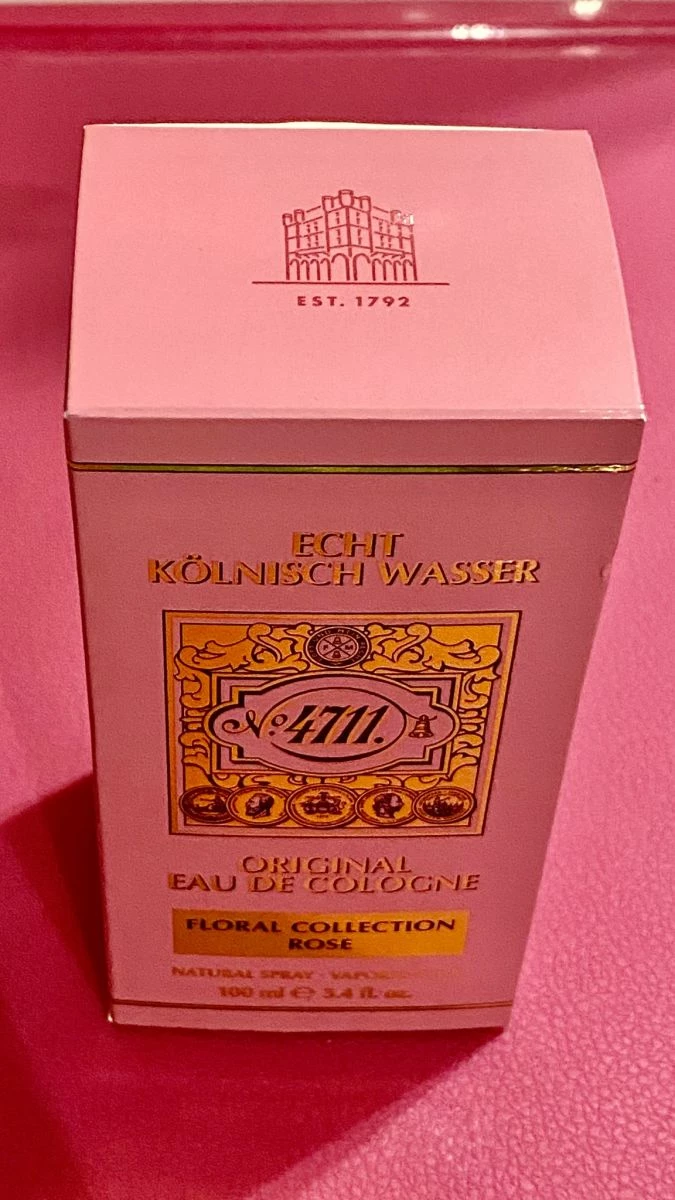 EST. 1792
ECHT
KÖLNISCH WASSER
Nº 4711.
ORIGINAL
EAU DE COLOGNE
FLORAL COLLECTION
ROSE
NATURAL SPRAY ·
100 ml ℮ 3.4 fl. oz.